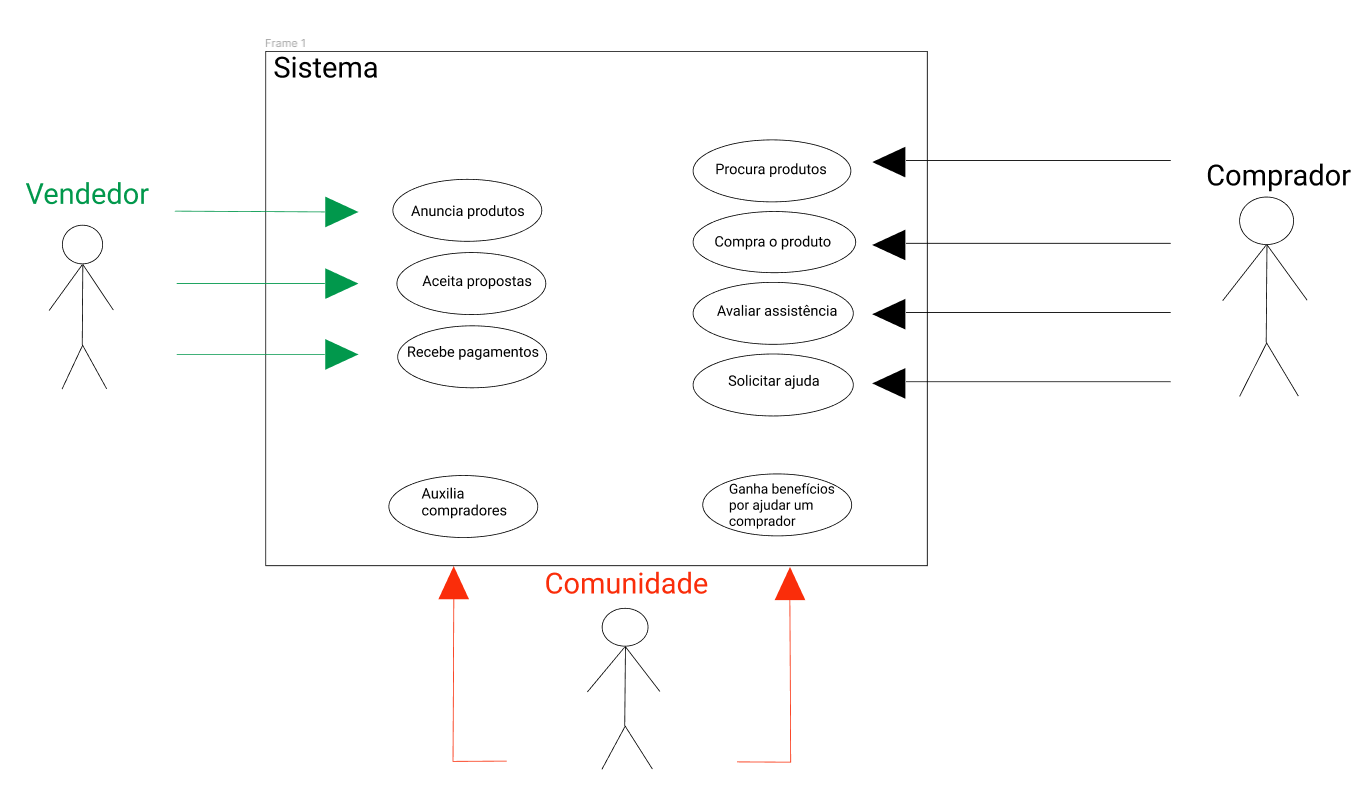 Frame 1
Sistema
Vendedor
Anuncia produtos
Aceita propostas
Recebe pagamentos
Procura produtos
Compra o produto
Avaliar assistência
Solicitar ajuda
Comprador
Auxilia
compradores
Ganha benefícios
por ajudar um
comprador
Comunidade